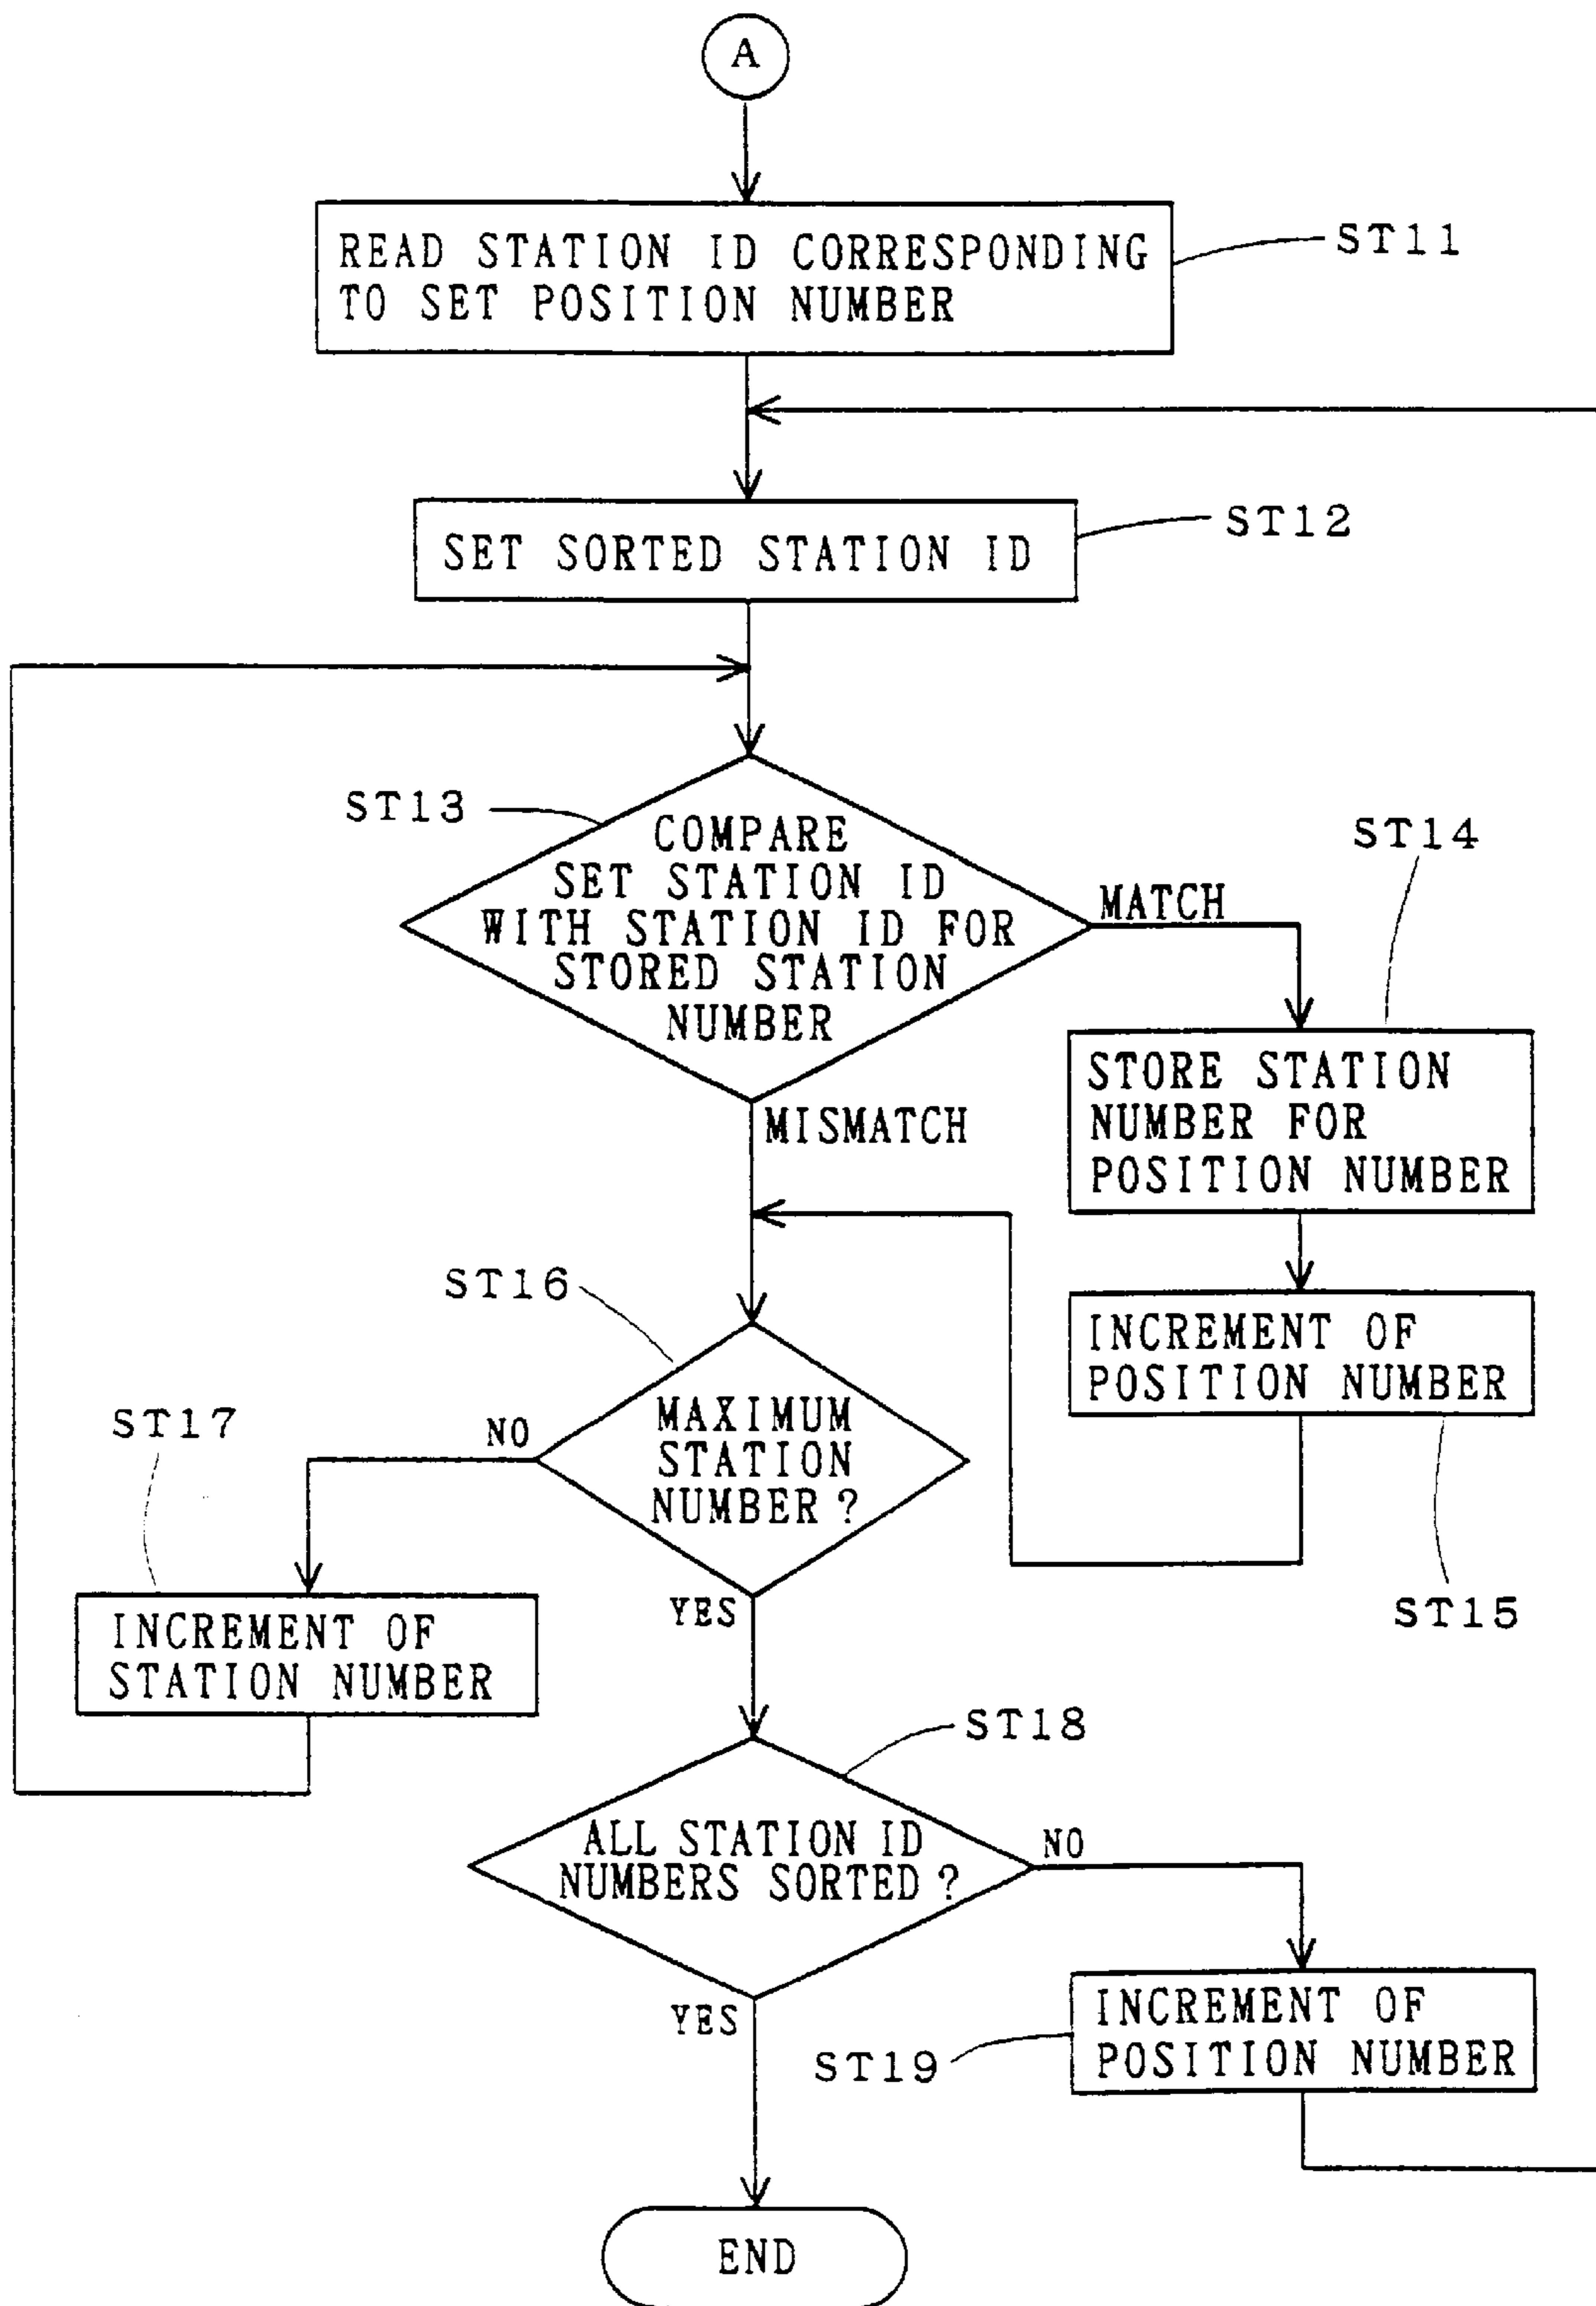 A
READ STATION ID CORRESPONDING
TO SET POSITION NUMBER
ST11
SET SORTED STATION ID
ST12
ST13
COMPARE
SET STATION ID
WITH STATION ID FOR
STORED STATION
NUMBER
MATCH
ST14
STORE STATION
NUMBER FOR
POSITION NUMBER
MISMATCH
INCREMENT OF
POSITION NUMBER
ST15
ST16
MAXIMUM
STATION
NUMBER ?
NO
ST17
INCREMENT OF
STATION NUMBER
YES
ST18
ALL STATION ID
NUMBERS SORTED ?
NO
INCREMENT OF
POSITION NUMBER
ST19
YES
END